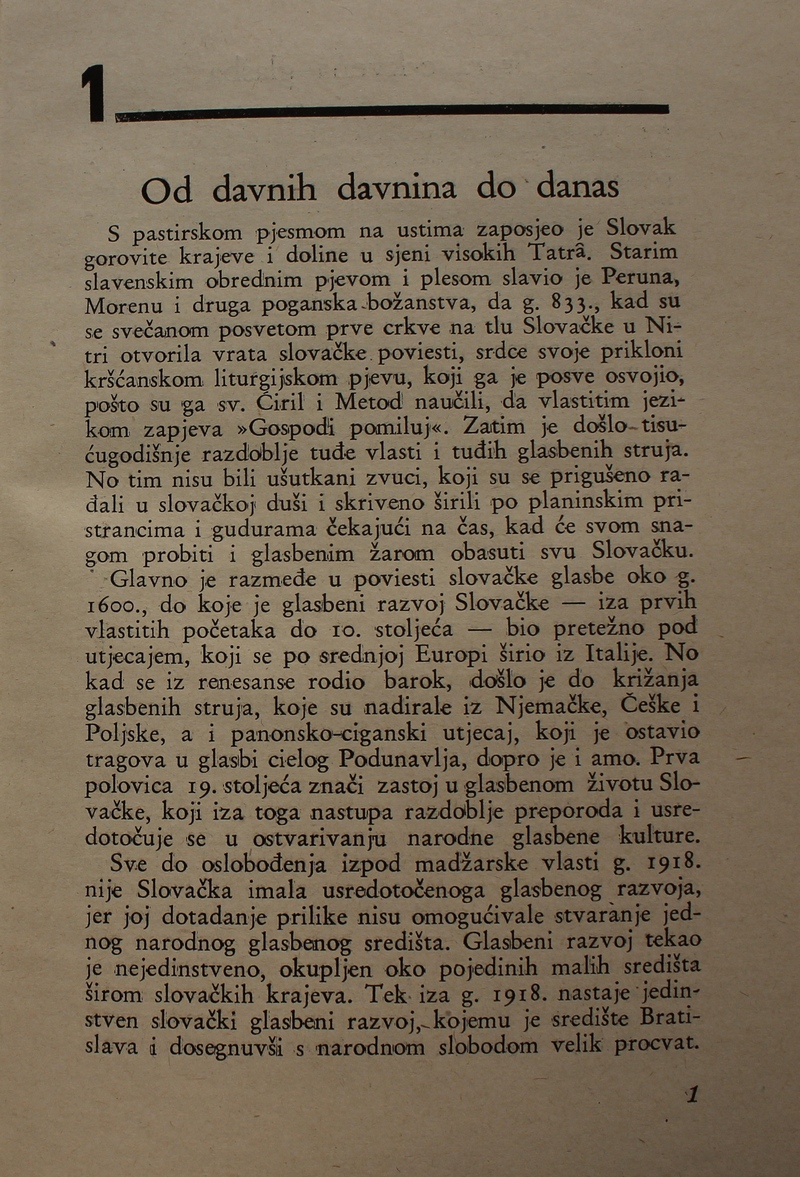 1
Od davnih davnina do danas
S pastirskom pjesmom na ustima zaposjeo je Slovak
gorovite krajeve i doline u sjeni visokih Tatrâ. Starim
slavenskim obrednim pjevom i plesom slavio je Peruna,
Morenu i druga poganska božanstva, da g. 833., kad su
se svečanom posvetom prve crkve na tlu Slovačke u Ni-
tri otvorila vrata slovačke poviesti, srdce svoje prikloni
kršćanskom liturgijskom pjevu, koji ga je posve osvojio,
pošto su ga sv. Ćiril i Metod naučili, da vlastitim jezi-
kom zapjeva »Gospodi pomiluj«. Zatim je došlo tisu-
ćugodišnje razdoblje tuđe vlasti i tuđih glasbenih struja.
No tim nisu bili ušutkani zvuci, koji su se prigušeno ra-
đali u slovačkoj duši i skriveno širili po planinskim pri-
strancima i gudurama čekajući na čas, kad će svom sna-
gom probiti i glasbenim žarom obasuti svu Slovačku.
Glavno je razmeđe u poviesti slovačke glasbe oko g.
1600., do koje je glasbeni razvoj Slovačke — iza prvih
vlastitih početaka do 10. stoljeća — bio pretežno pod
utjecajem, koji se po srednjoj Europi širio iz Italije. No
kad se iz renesanse rodio barok, došlo je do križanja
glasbenih struja, koje su nadirale iz Njemačke, Češke i
Poljske, a i panonsko-ciganski utjecaj, koji je ostavio
tragova u glasbi cielog Podunavlja, dopro je i amo. Prva
polovica 19. stoljeća znači zastoj u glasbenom životu Slo-
vačke, koji iza toga nastupa razdoblje preporoda i usre-
dotočuje se u ostvarivanju narodne glasbene kulture.
Sve do oslobođenja izpod madžarske vlasti g. 1918.
nije Slovačka imala usredotočenoga glasbenog razvoja,
jer joj dotadanje prilike nisu omogućivale stvaranje jed-
nog narodnog glasbenog središta. Glasbeni razvoj tekao
je nejedinstveno, okupljen oko pojedinih malih središta
širom slovačkih krajeva. Tek iza g. 1918. nastaje jedin-
stven slovački glasbeni razvoj, kojemu je središte Brati-
slava i dosegnuvši s narodnom slobodom velik procvat.
1